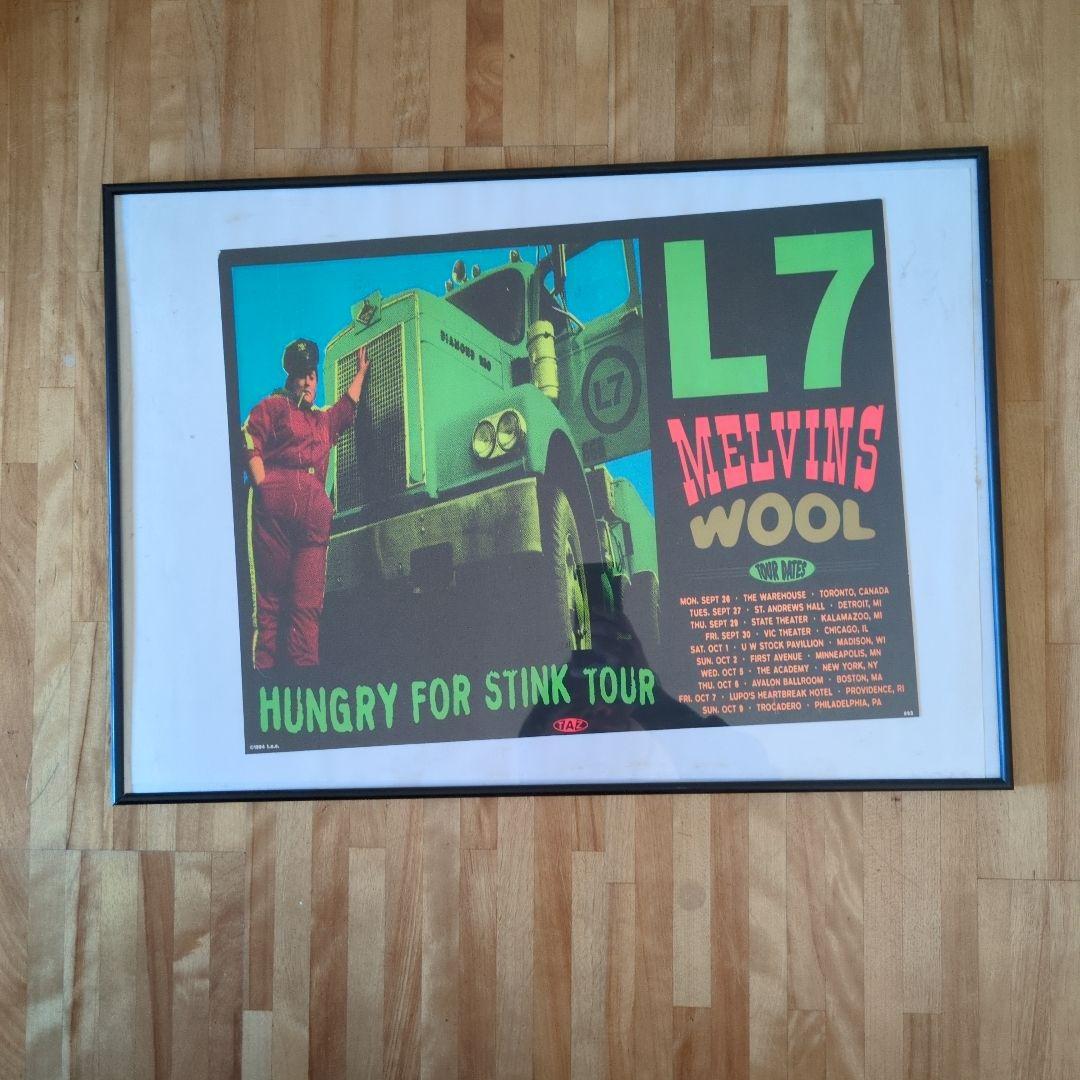 DIAMOND REO
L7
L7
MELVINS
WOOL
TOUR DATES
MON. SEPT 26 · THE WAREHOUSE · TORONTO, CANADA
TUES. SEPT 27 · ST. ANDREWS HALL · DETROIT, MI
THU. SEPT 29 · STATE THEATER · KALAMAZOO, MI
FRI. SEPT 30 · VIC THEATER · CHICAGO, IL
SAT. OCT 1 · U W STOCK PAVILLION · MADISON, WI
SUN. OCT 2 · FIRST AVENUE · MINNEAPOLIS, MN
WED. OCT 5 · THE ACADEMY · NEW YORK, NY
THU. OCT 6 · AVALON BALLROOM · BOSTON, MA
FRI. OCT 7 · LUPO'S HEARTBREAK HOTEL · PROVIDENCE, RI
SUN. OCT 9 · TROCADERO · PHILADELPHIA, PA
HUNGRY FOR STINK TOUR
TAZ
©1994